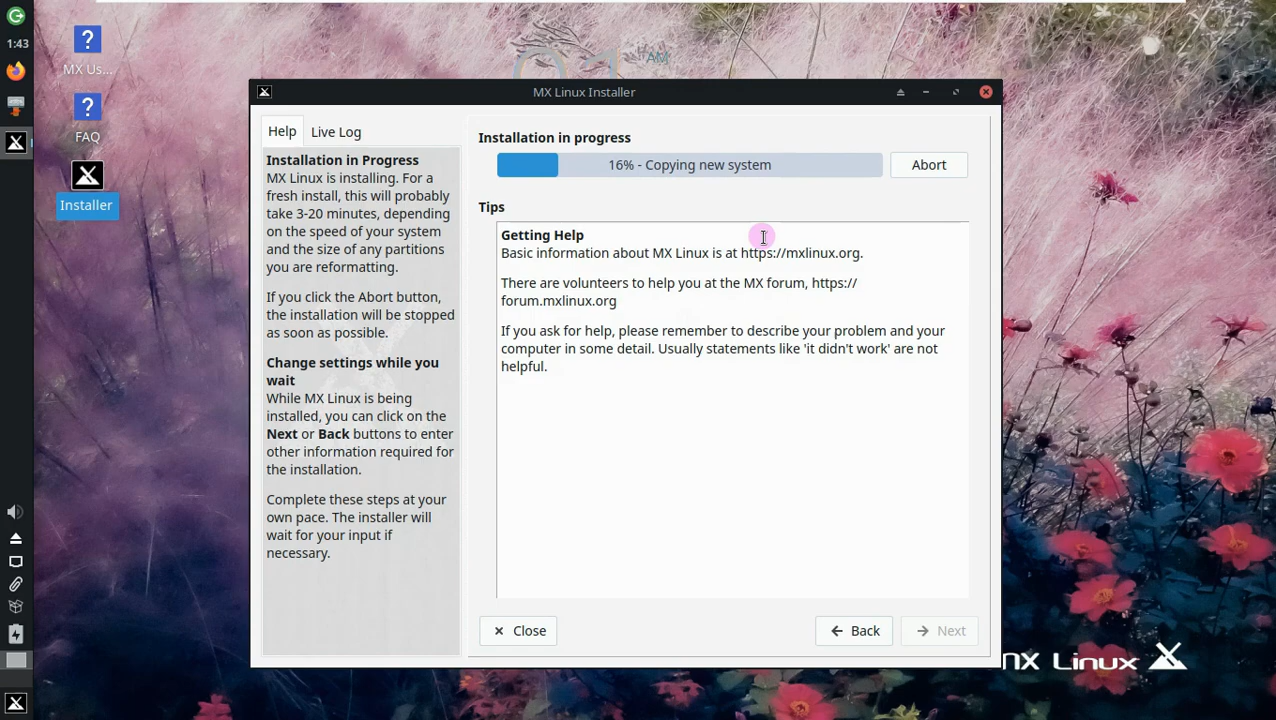 1:43
MX Us...
FAQ
Installer
AM
MX Linux Installer
Help
Live Log
Installation in Progress
MX Linux is installing. For a
fresh install, this will probably
take 3-20 minutes, depending
on the speed of your system
and the size of any partitions
you are reformatting.
If you click the Abort button,
the installation will be stopped
as soon as possible.
Change settings while you
wait
While MX Linux is being
installed, you can click on the
Next or Back buttons to enter
other information required for
the installation.
Complete these steps at your
own pace. The installer will
wait for your input if
necessary.
Installation in progress
16% - Copying new system
Abort
Tips
Getting Help
Basic information about MX Linux is at https://mxlinux.org.
There are volunteers to help you at the MX forum, https://
forum.mxlinux.org
If you ask for help, please remember to describe your problem and your
computer in some detail. Usually statements like 'it didn't work' are not
helpful.
Close
Back
Next
mx Linux